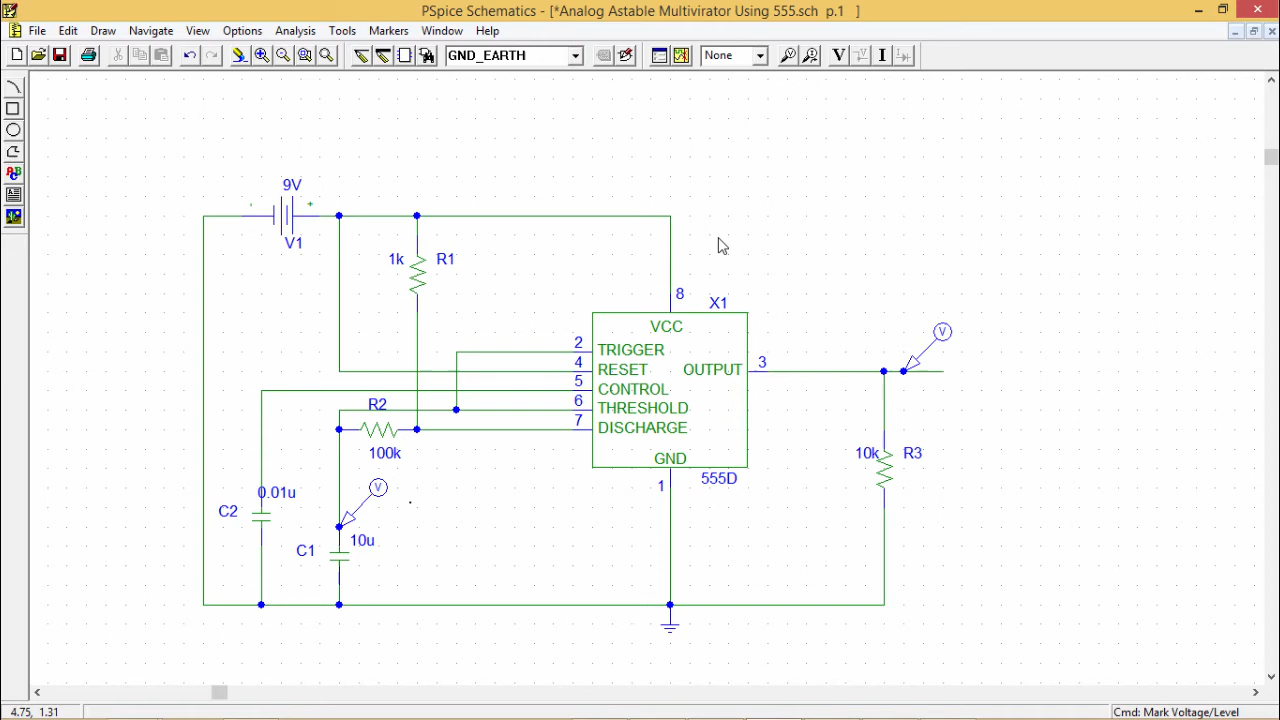 PSpice Schematics - [*Analog Astable Multivirator Using 555.sch p.1 ]
File Edit Draw Navigate View Options Analysis Tools Markers Window Help
GND_EARTH
None
V
I
ABC
9V
- +
V1
1k R1
8
X1
VCC
2 TRIGGER
4 RESET
OUTPUT 3
5 CONTROL
6 THRESHOLD
7 DISCHARGE
GND
1
555D
V
R2
100k
10k R3
V
0.01u
C2
10u
C1
4.75, 1.31
Cmd: Mark Voltage/Level